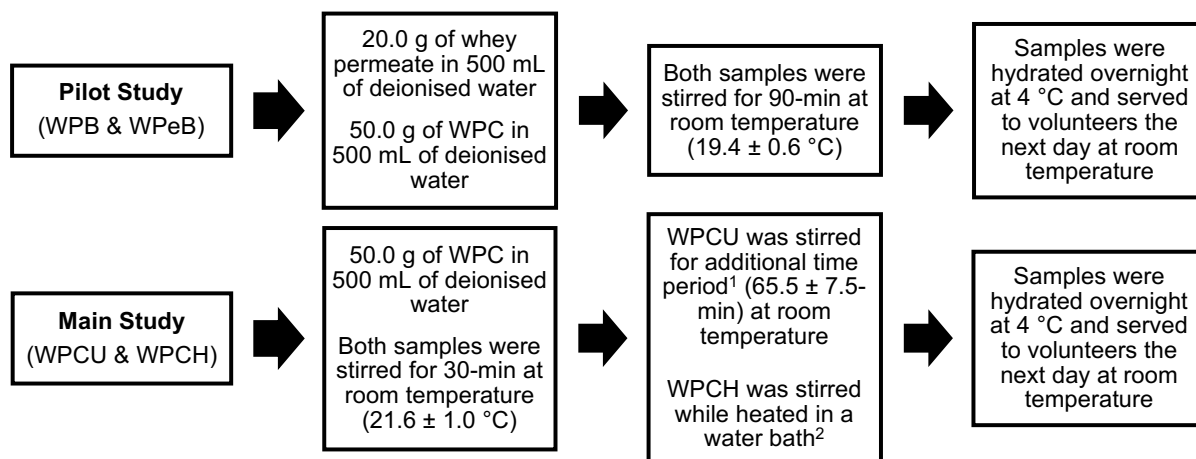 Pilot Study
(WPB & WPeB)
20.0 g of whey
permeate in 500 mL
of deionised water
50.0 g of WPC in
500 mL of deionised
water
Both samples were
stirred for 90-min at
room temperature
(19.4 ± 0.6 °C)
Samples were
hydrated overnight
at 4 °C and served
to volunteers the
next day at room
temperature
Main Study
(WPCU & WPCH)
50.0 g of WPC in
500 mL of deionised
water
Both samples were
stirred for 30-min at
room temperature
(21.6 ± 1.0 °C)
WPCU was stirred
for additional time
period¹ (65.5 ± 7.5-
min) at room
temperature
WPCH was stirred
while heated in a
water bath²
Samples were
hydrated overnight
at 4 °C and served
to volunteers the
next day at room
temperature